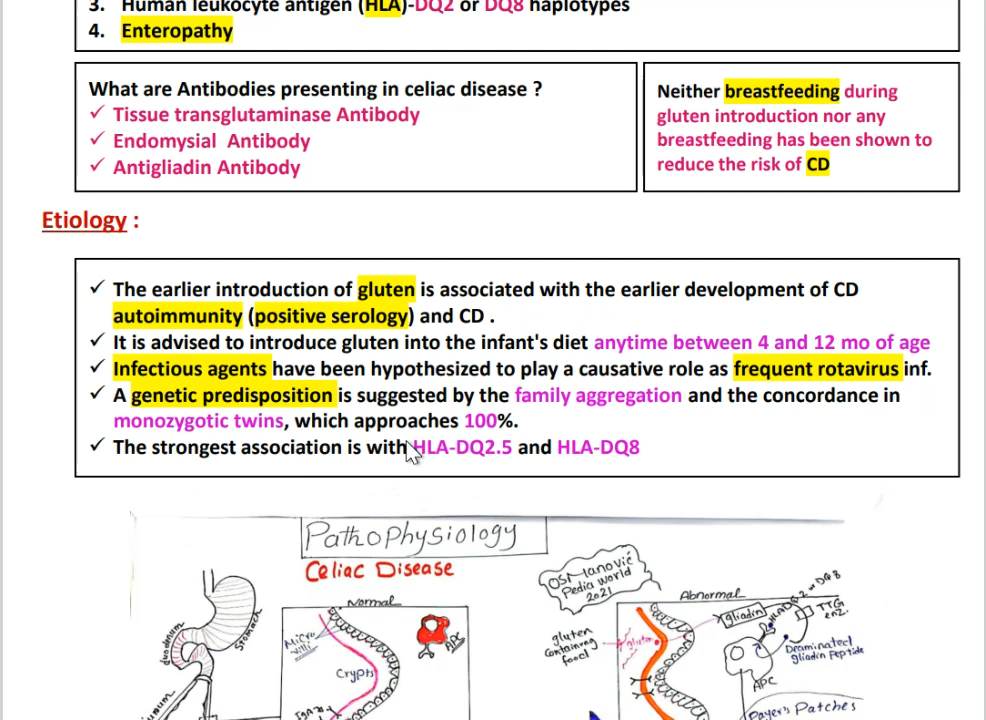 3. Human leukocyte antigen (HLA)-DQ2 or DQ8 haplotypes
4. Enteropathy
What are Antibodies presenting in celiac disease ?
✓ Tissue transglutaminase Antibody
✓ Endomysial Antibody
✓ Antigliadin Antibody
Neither breastfeeding during
gluten introduction nor any
breastfeeding has been shown to
reduce the risk of CD
Etiology :
✓ The earlier introduction of gluten is associated with the earlier development of CD
autoimmunity (positive serology) and CD .
✓ It is advised to introduce gluten into the infant's diet anytime between 4 and 12 mo of age
✓ Infectious agents have been hypothesized to play a causative role as frequent rotavirus inf.
✓ A genetic predisposition is suggested by the family aggregation and the concordance in
monozygotic twins, which approaches 100%.
✓ The strongest association is with HLA-DQ2.5 and HLA-DQ8
Pathophysiology
Celiac Disease
Osmanović
Pedia world
2021
Normal
Abnormal
Stomach
duodenum
Micro
villi
Crypts
APC
gluten
Containing
food
gluten
gliadin
DQ8
TTG
enz.
Deaminated
gliadin Peptide
APC
Payer's Patches